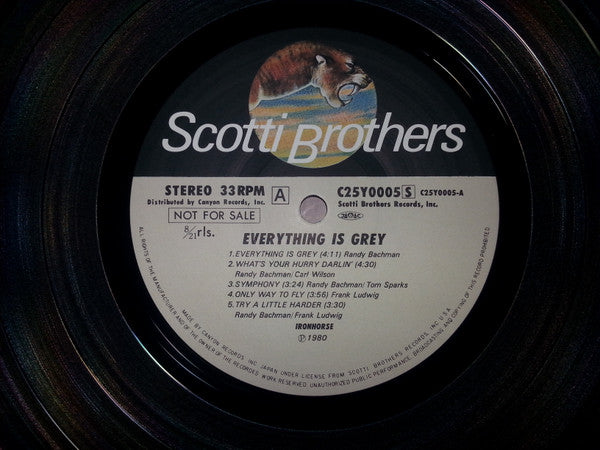 Scotti Brothers
STEREO 33RPM A C25Y0005 S C25Y0005-A
Distributed by Canyon Records, Inc. Scotti Brothers Records, Inc.
NOT FOR SALE
8/21 rls.
EVERYTHING IS GREY
1.EVERYTHING IS GREY (4:11) Randy Bachman
2.WHAT'S YOUR HURRY DARLIN' (4:30)
Randy Bachman/Carl Wilson
3.SYMPHONY (3:24) Randy Bachman/Tom Sparks
4.ONLY WAY TO FLY (3:56) Frank Ludwig
5.TRY A LITTLE HARDER (3:30)
Randy Bachman/Frank Ludwig
IRONHORSE
Ⓟ 1980
ALL RIGHTS OF THE MANUFACTURER AND OF THE OWNER OF THE RECORDED WORK RESERVED. UNAUTHORIZED PUBLIC PERFORMANCE, BROADCASTING AND COPYING OF THIS RECORD PROHIBITED
MADE BY CANYON RECORDS INC JAPAN UNDER LICENSE FROM SCOTTI BROTHERS RECORDS, INC U.S.A.